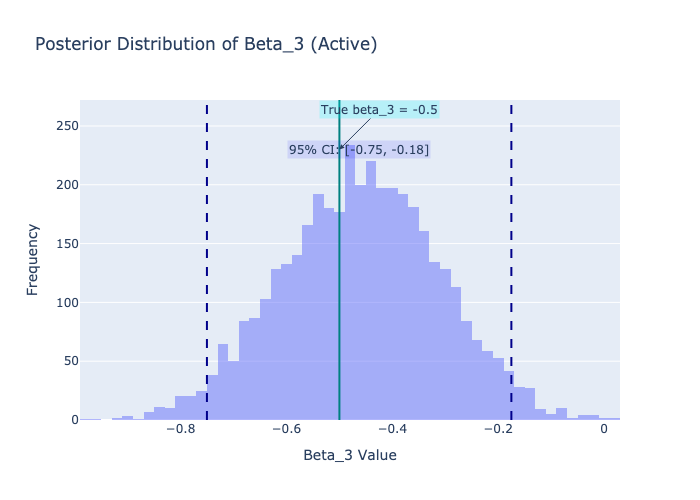 Posterior Distribution of Beta_3 (Active)
True beta_3 = -0.5
95% CI: [-0.75, -0.18]
250
200
150
100
50
0
Frequency
−0.8
−0.6
−0.4
−0.2
0
Beta_3 Value